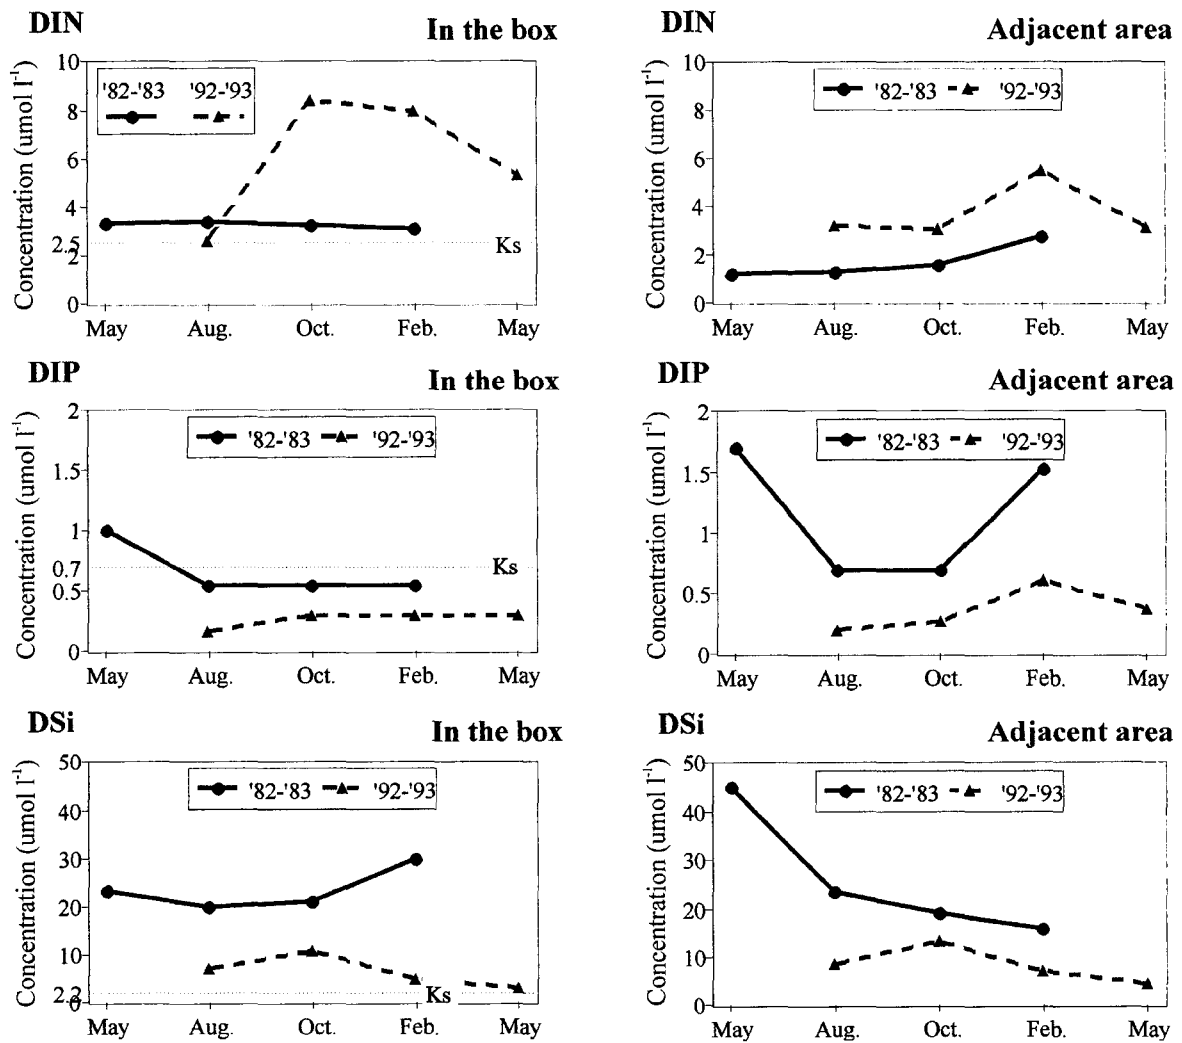 DIN
In the box
10
8
6
4
2.5
2
0
Concentration (umol l-1)
'82-'83 '92-'93
Ks
May Aug. Oct. Feb. May
DIN
Adjacent area
10
8
6
4
2
0
Concentration (umol l-1)
'82-'83 '92-'93
May Aug. Oct. Feb. May
DIP
In the box
2
1.5
1
0.7
0.5
0
Concentration (umol l-1)
'82-'83 '92-'93
Ks
May Aug. Oct. Feb. May
DIP
Adjacent area
2
1.5
1
0.5
0
Concentration (umol l-1)
'82-'83 '92-'93
May Aug. Oct. Feb. May
DSi
In the box
50
40
30
20
10
2.2
0
Concentration (umol l-1)
'82-'83 '92-'93
Ks
May Aug. Oct. Feb. May
DSi
Adjacent area
50
40
30
20
10
0
Concentration (umol l-1)
'82-'83 '92-'93
May Aug. Oct. Feb. May